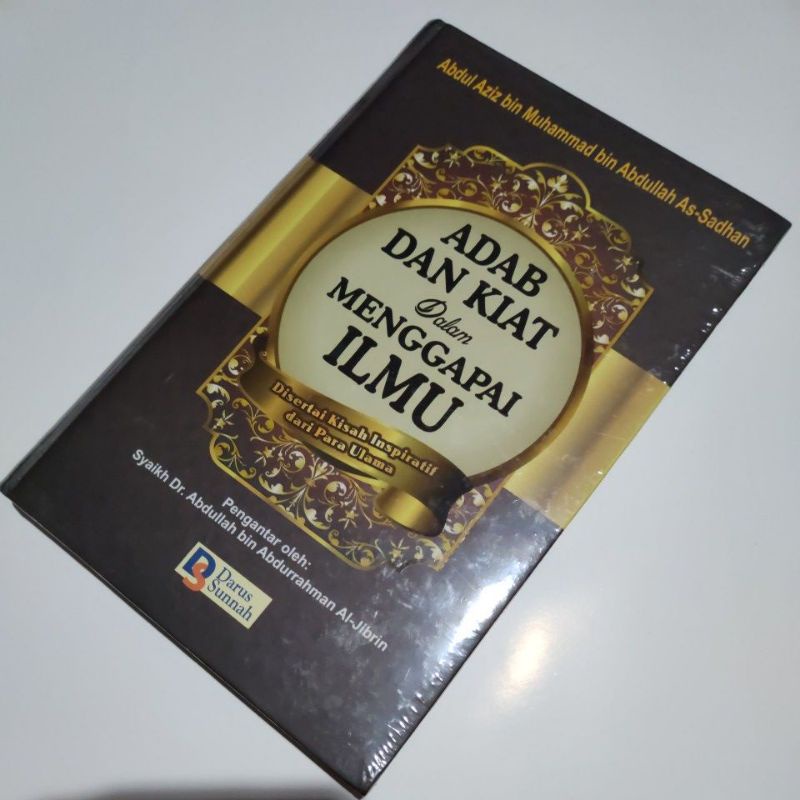 Abdul Aziz bin Muhammad bin Abdullah As-Sadhan
ADAB
DAN KIAT
Dalam
MENGGAPAI
ILMU
Disertai Kisah Inspiratif
dari Para Ulama
Pengantar oleh:
Syaikh Dr. Abdullah bin Abdurrahman Al-Jibrin
DS
Darus
Sunnah